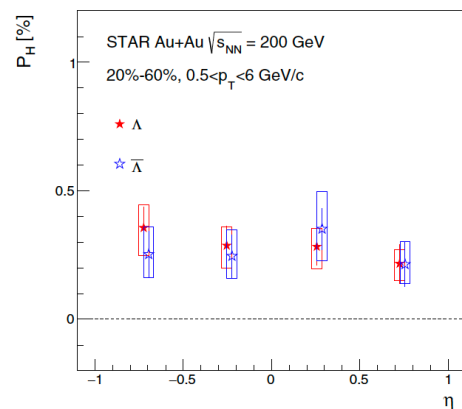 P_H [%]
STAR Au+Au √s_NN = 200 GeV
20%-60%, 0.5<p_T<6 GeV/c
★ Λ
☆ Λ̅
1
0.5
0
−1 −0.5 0 0.5 1
η